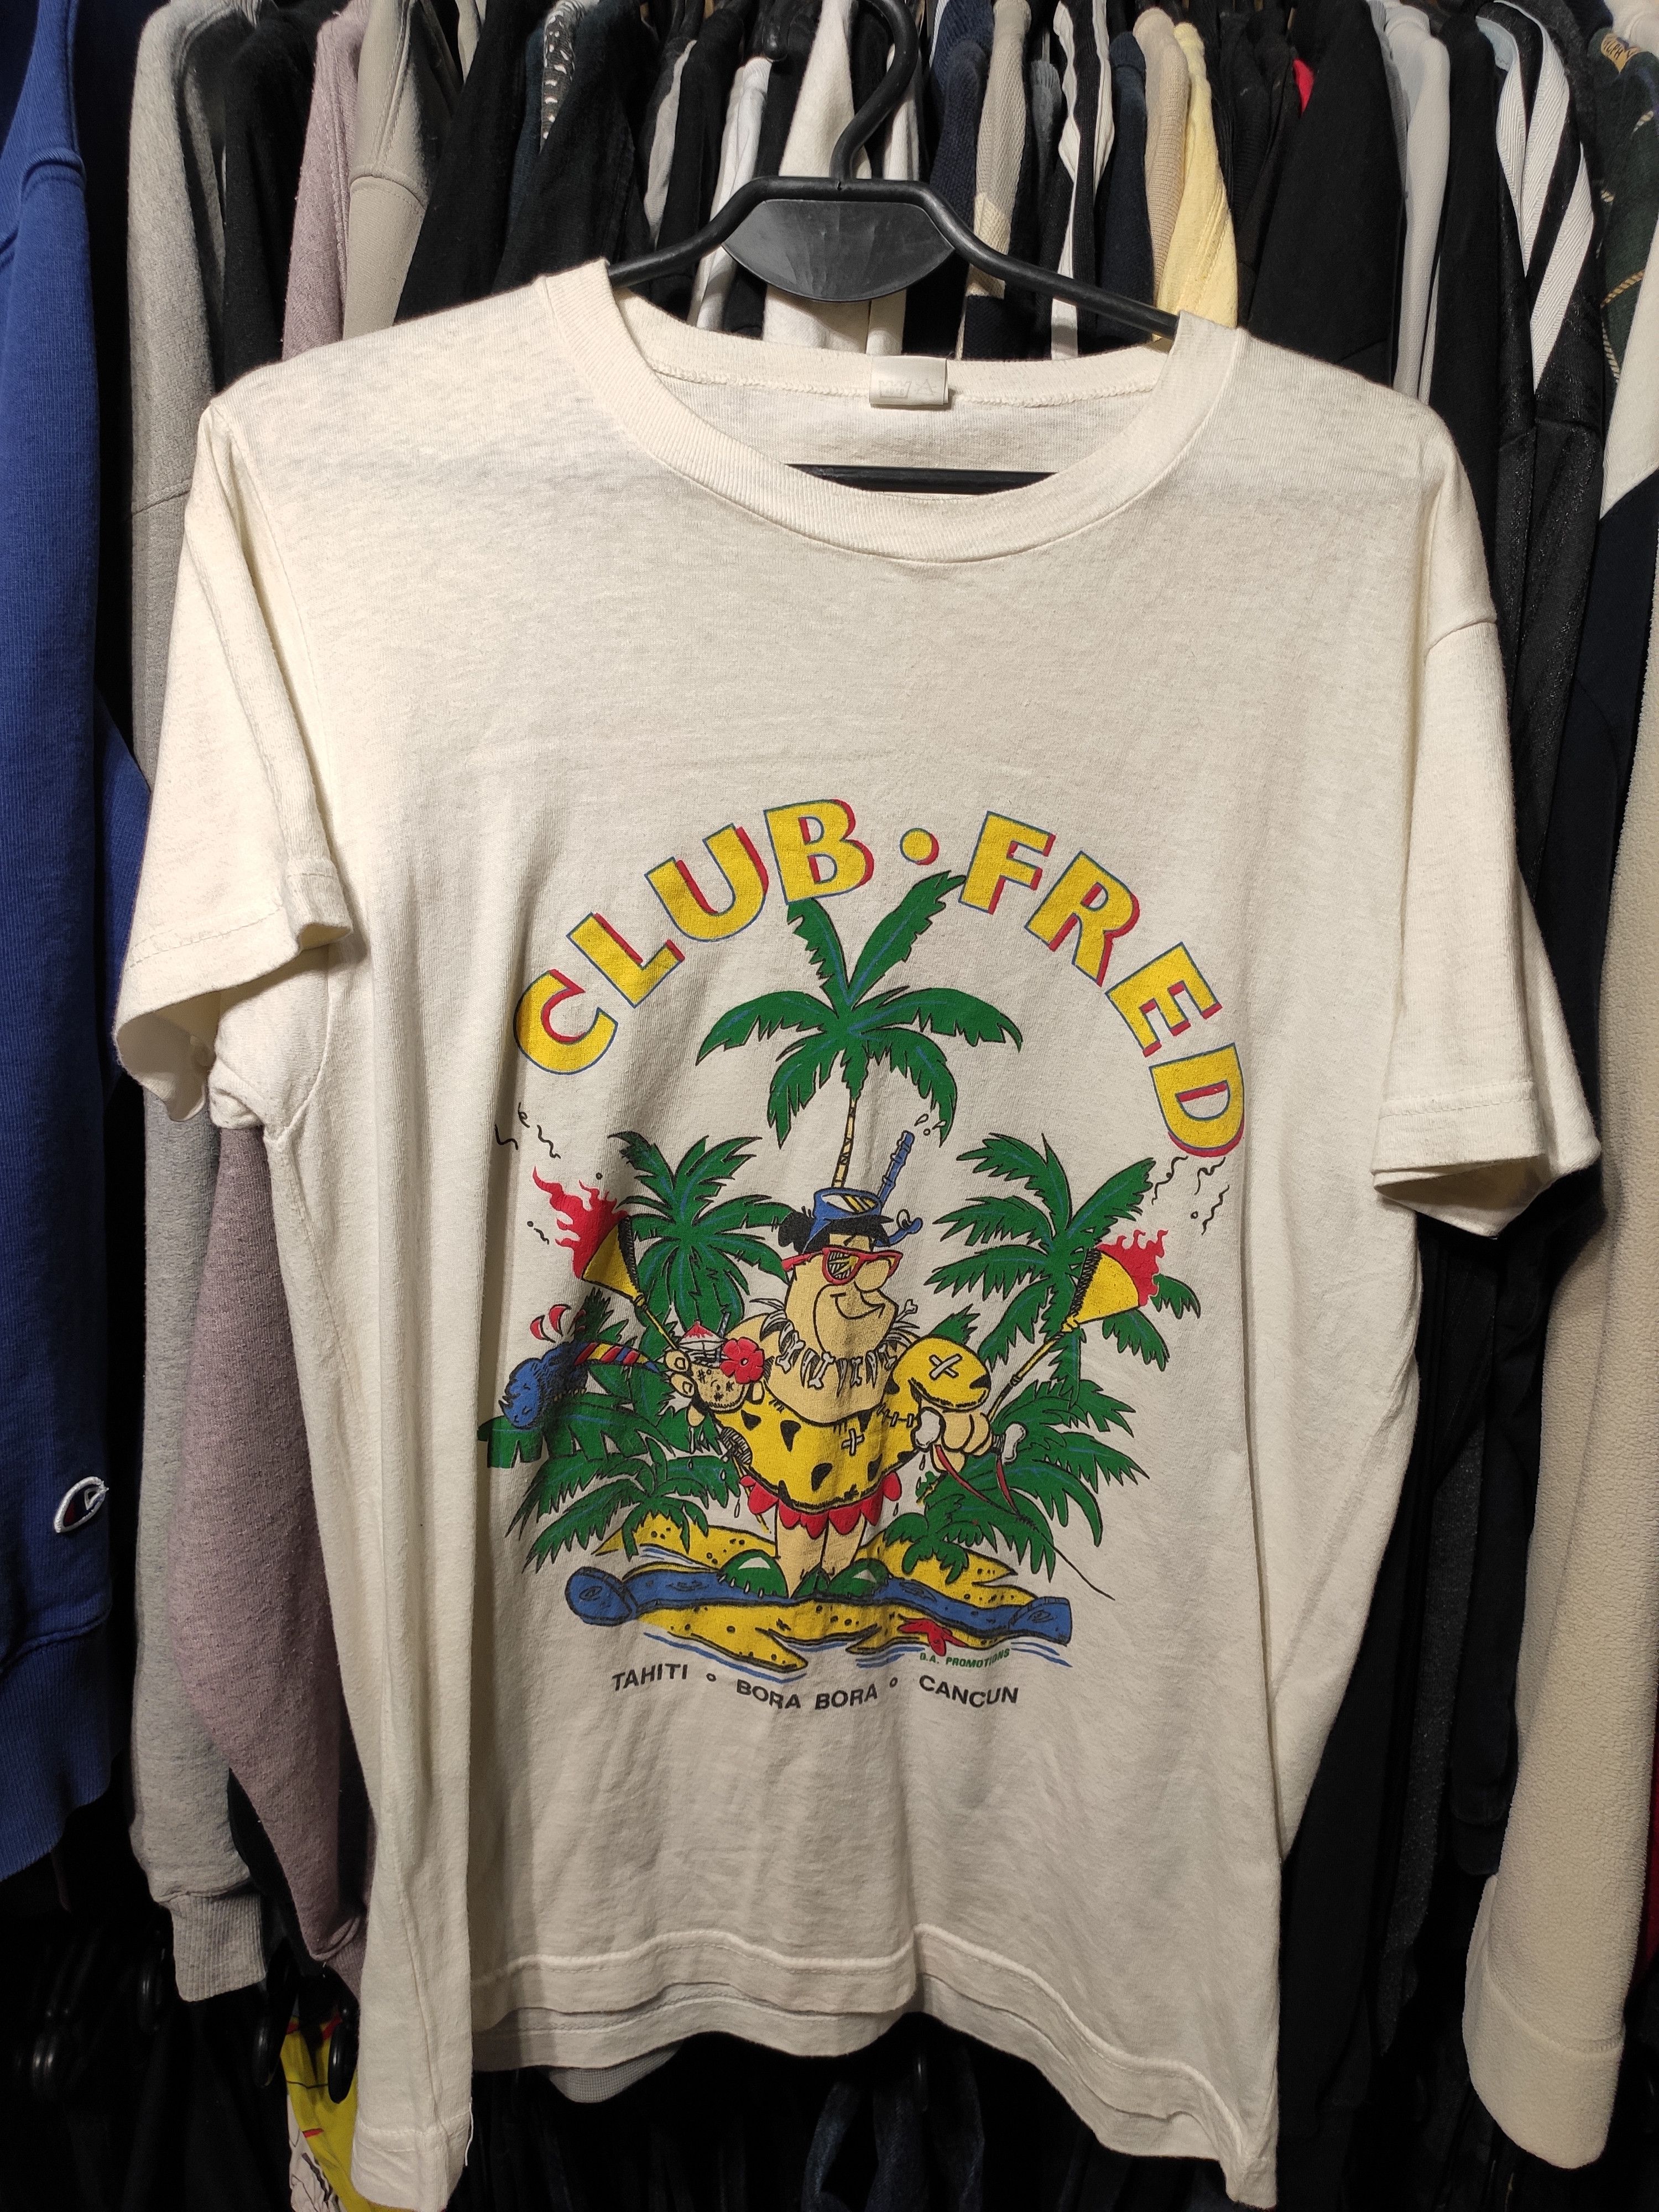 CLUB • FRED
B.A. PROMOTIONS
TAHITI ∘ BORA BORA ∘ CANCUN